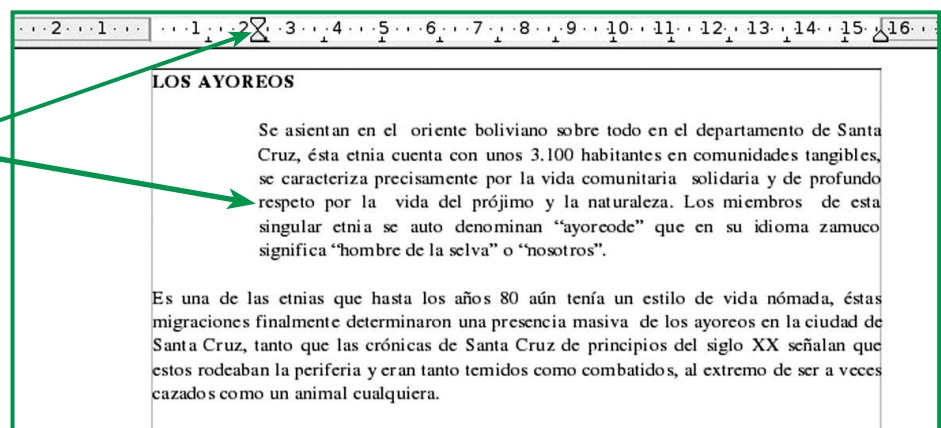 2 1 1 2 3 4 5 6 7 8 9 10 11 12 13 14 15 16
LOS AYOREOS
Se asientan en el oriente boliviano sobre todo en el departamento de Santa
Cruz, ésta etnia cuenta con unos 3.100 habitantes en comunidades tangibles,
se caracteriza precisamente por la vida comunitaria solidaria y de profundo
respeto por la vida del prójimo y la naturaleza. Los miembros de esta
singular etnia se auto denominan “ayoreode” que en su idioma zamuco
significa “hombre de la selva” o “nosotros”.
Es una de las etnias que hasta los años 80 aún tenía un estilo de vida nómada, éstas
migraciones finalmente determinaron una presencia masiva de los ayoreos en la ciudad de
Santa Cruz, tanto que las crónicas de Santa Cruz de principios del siglo XX señalan que
estos rodeaban la periferia y eran tanto temidos como combatidos, al extremo de ser a veces
cazados como un animal cualquiera.